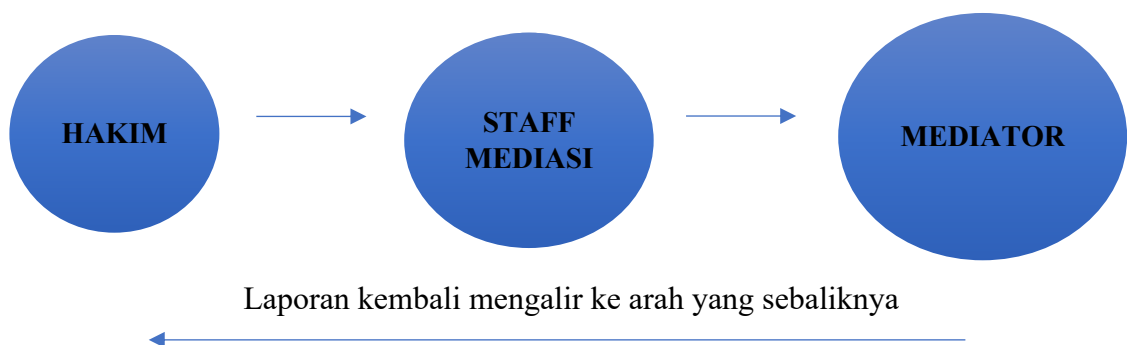 HAKIM
STAFF
MEDIASI
MEDIATOR
Laporan kembali mengalir ke arah yang sebaliknya